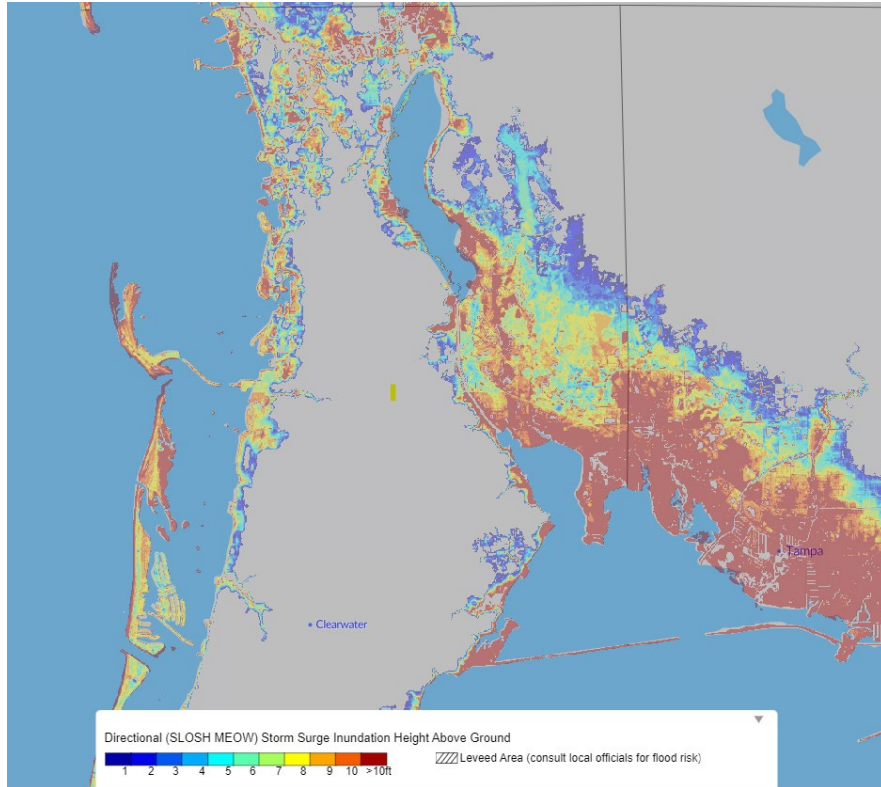 Tampa
Clearwater
Directional (SLOSH MEOW) Storm Surge Inundation Height Above Ground
1 2 3 4 5 6 7 8 9 10 >10ft
Leveed Area (consult local officials for flood risk)